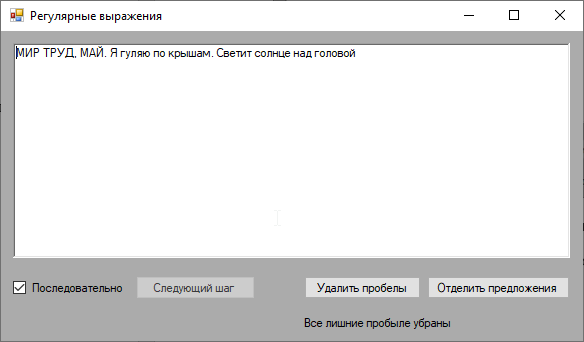 Регулярные выражения
МИР ТРУД, МАЙ. Я гуляю по крышам. Светит солнце над головой
Последовательно Следующий шаг Удалить пробелы Отделить предложения
Все лишние пробыле убраны